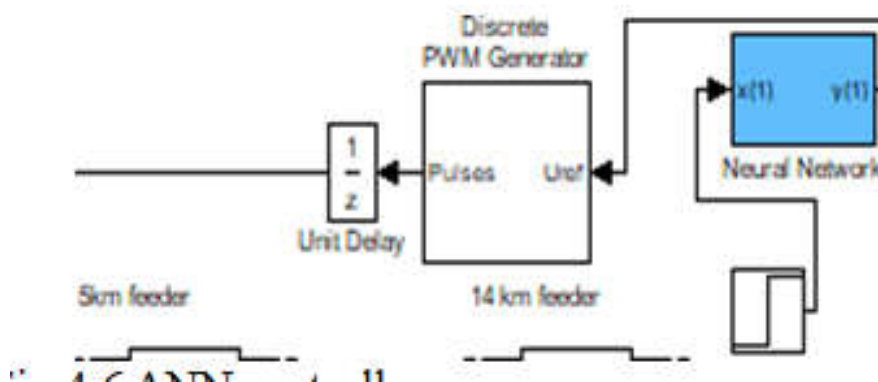 Discrete
PWM Generator
x(1) y(1)
1
z
Pulses Uref
Neural Network
Unit Delay
5km feeder
14 km feeder